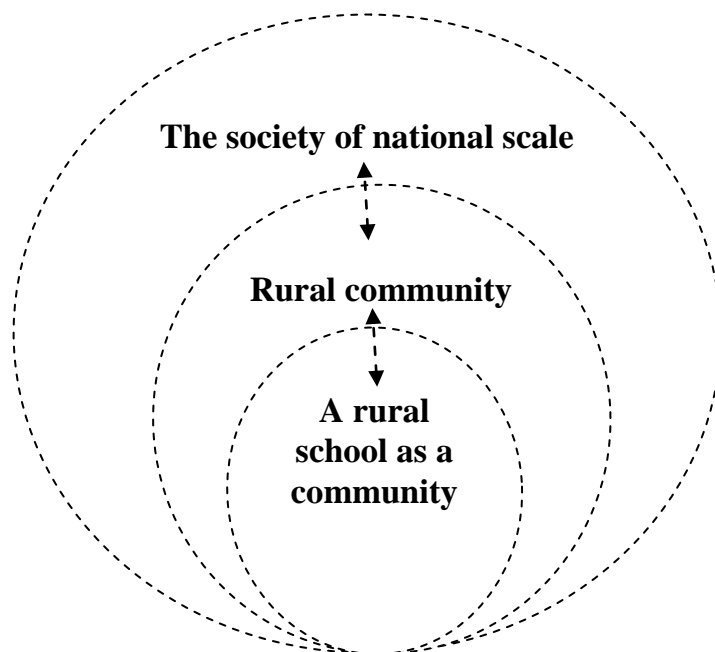 The society of national scale
Rural community
A rural
school as a
community